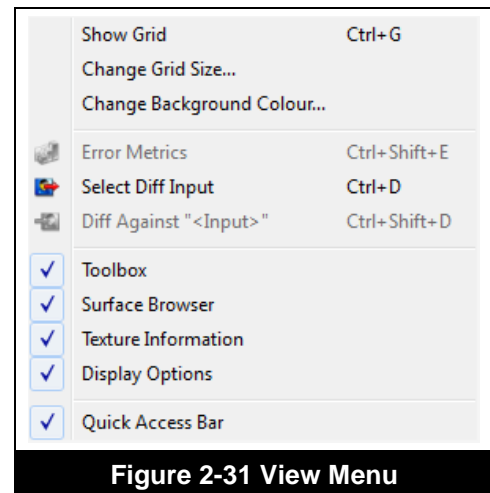 Show Grid Ctrl+G
Change Grid Size...
Change Background Colour...
Error Metrics Ctrl+Shift+E
Select Diff Input Ctrl+D
Diff Against "<Input>" Ctrl+Shift+D
Toolbox
Surface Browser
Texture Information
Display Options
Quick Access Bar
Figure 2-31 View Menu